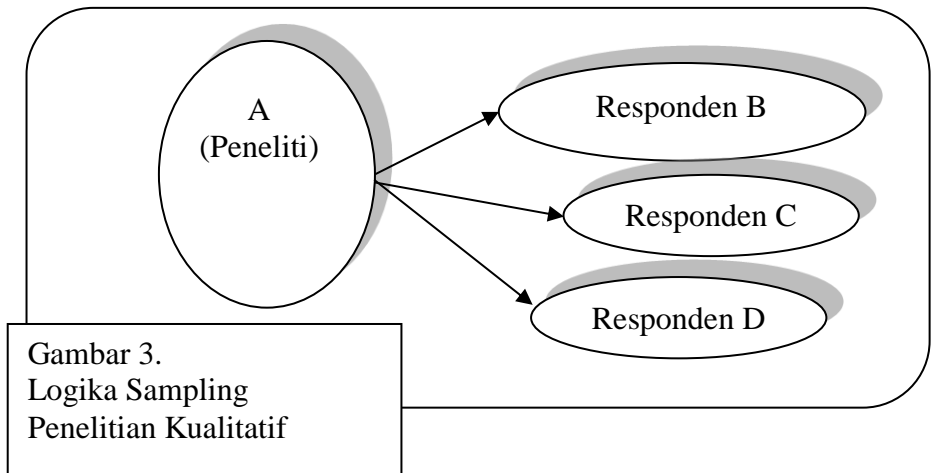 A
(Peneliti)
Responden B
Responden C
Responden D
Gambar 3.
Logika Sampling
Penelitian Kualitatif